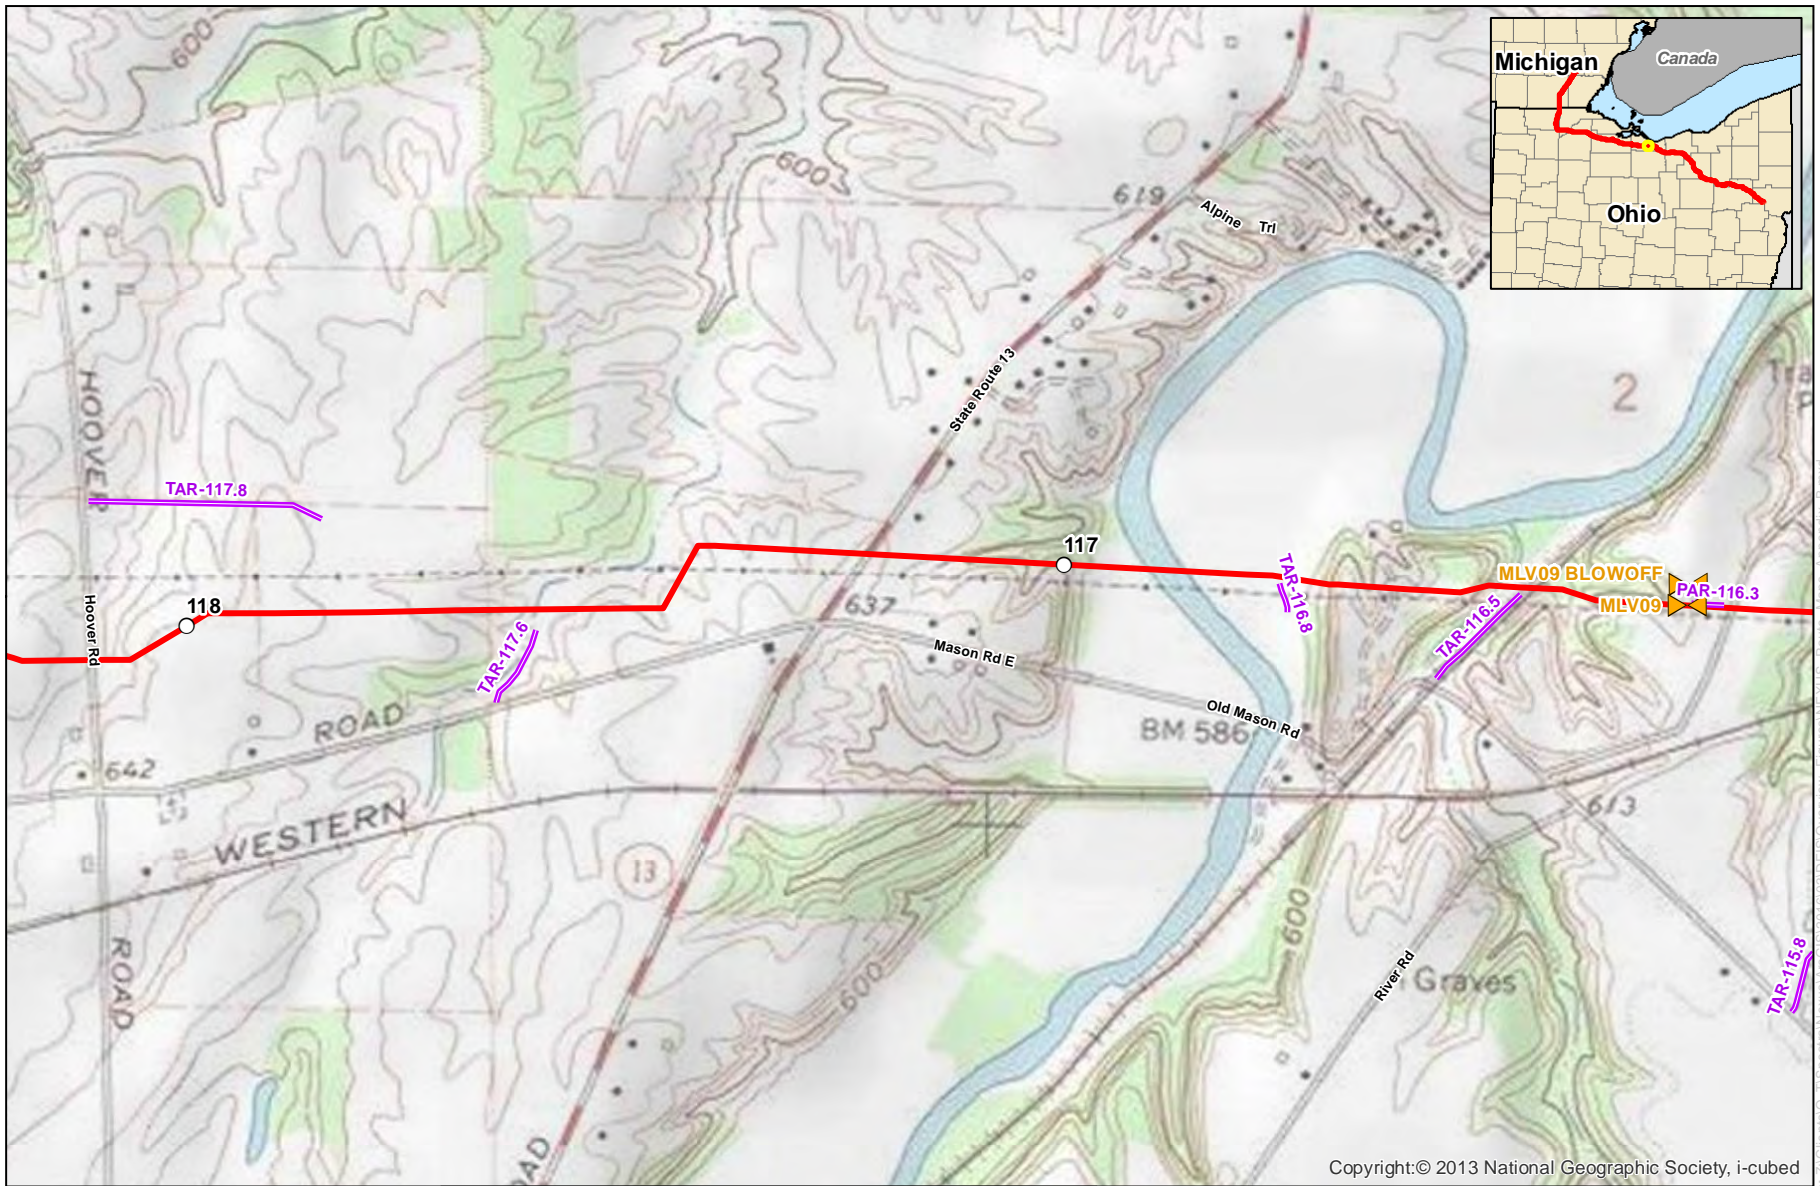 600
Michigan
Canada
Ohio
600
619
Alpine Trl
State Route 13
2
HOOVER
TAR-117.8
117
TAR-116.8
MLV09 BLOWOFF
PAR-116.3
MLV09
TAR-116.5
118
Hoover Rd
637
TAR-117.6
Mason Rd E
Old Mason Rd
BM 586
ROAD
642
WESTERN
613
13
600
600
ROAD
River Rd
Graves
TAR-115.8
OAD
Copyright:© 2013 National Geographic Society, i-cubed